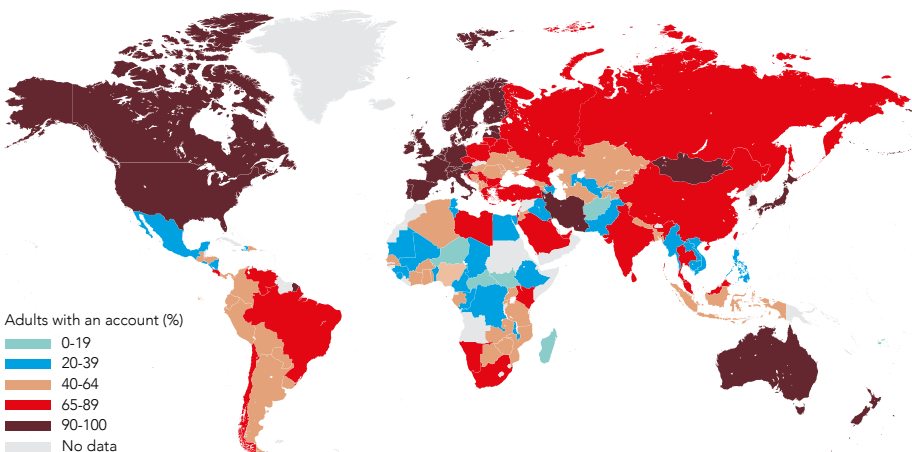 Adults with an account (%)
0-19
20-39
40-64
65-89
90-100
No data